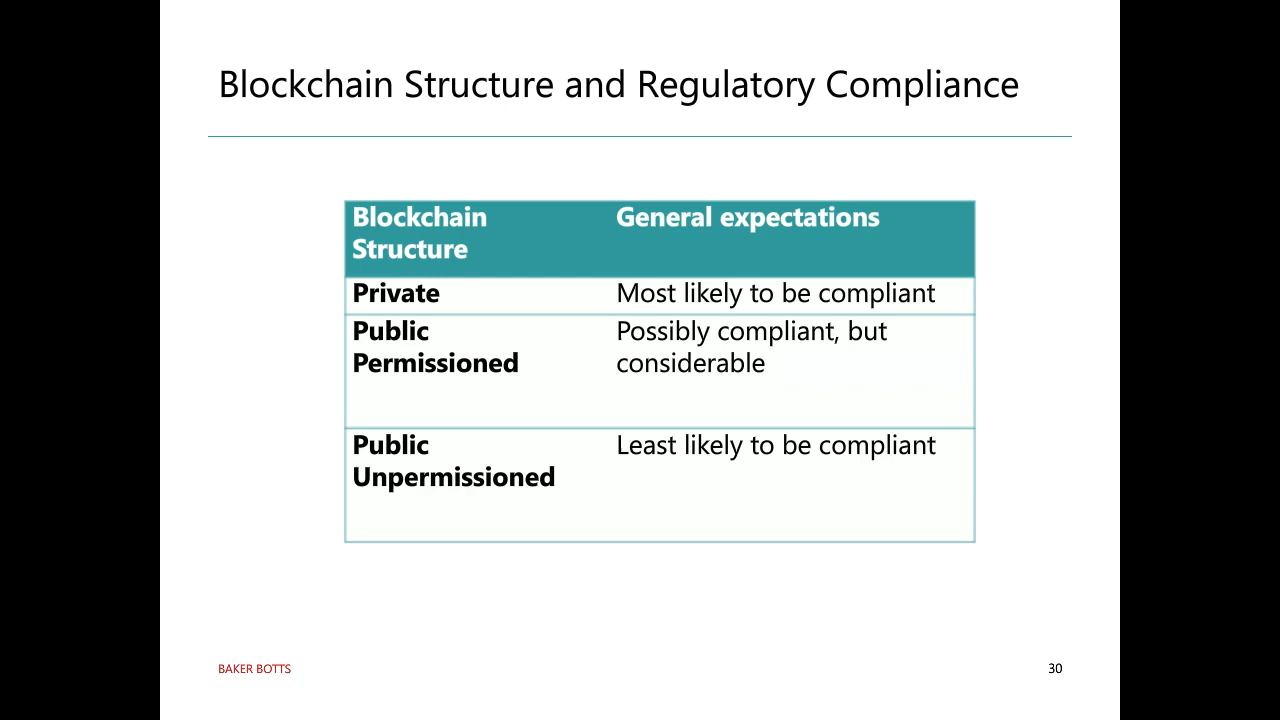 Blockchain Structure and Regulatory Compliance
Blockchain
Structure
General expectations
Private
Most likely to be compliant
Public
Permissioned
Possibly compliant, but
considerable
Public
Unpermissioned
Least likely to be compliant
BAKER BOTTS
30